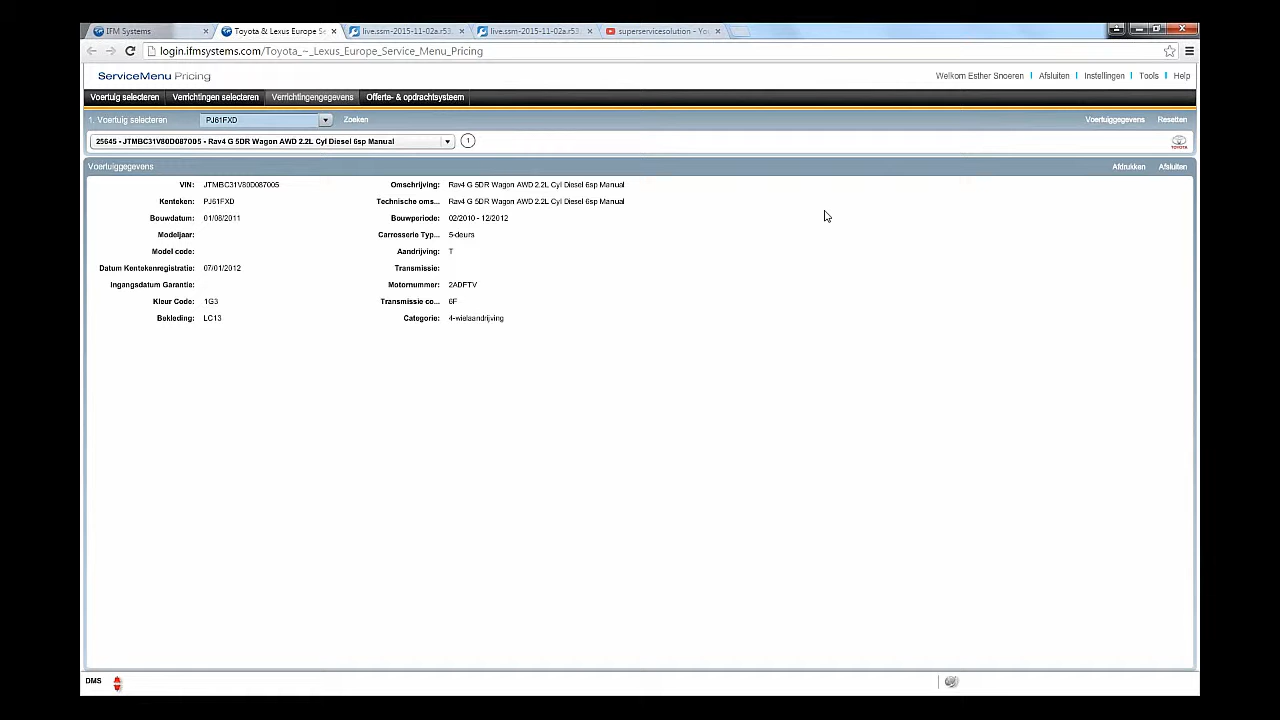 IFM Systems
Toyota & Lexus Europe Se
live.ssm-2015-11-02a.r53
live.ssm-2015-11-02a.r53
superservicesolution - Yo
login.ifmsystems.com/Toyota_~_Lexus_Europe_Service_Menu_Pricing
ServiceMenu Pricing
Welkom Esther Snoeren | Afsluiten | Instellingen | Tools | Help
Voertuig selecteren | Verrichtingen selecteren | Verrichtingengegevens | Offerte- & opdrachtsysteem
1. Voertuig selecteren PJ61FXD Zoeken Voertuiggegevens Resetten
25645 - JTMBC31V80D087005 - Rav4 G 5DR Wagon AWD 2.2L Cyl Diesel 6sp Manual 1 TOYOTA
Voertuiggegevens Afdrukken Afsluiten
VIN: JTMBC31V80D087005 Omschrijving: Rav4 G 5DR Wagon AWD 2.2L Cyl Diesel 6sp Manual
Kenteken: PJ61FXD Technische oms... Rav4 G 5DR Wagon AWD 2.2L Cyl Diesel 6sp Manual
Bouwdatum: 01/08/2011 Bouwperiode: 02/2010 - 12/2012
Modeljaar: Carrosserie Typ... 5-deurs
Model code: Aandrijving: T
Datum Kentekenregistratie: 07/01/2012 Transmissie:
Ingangsdatum Garantie: Motornummer: 2ADFTV
Kleur Code: 1G3 Transmissie co... 6F
Bekleding: LC13 Categorie: 4-wielaandrijving
DMS